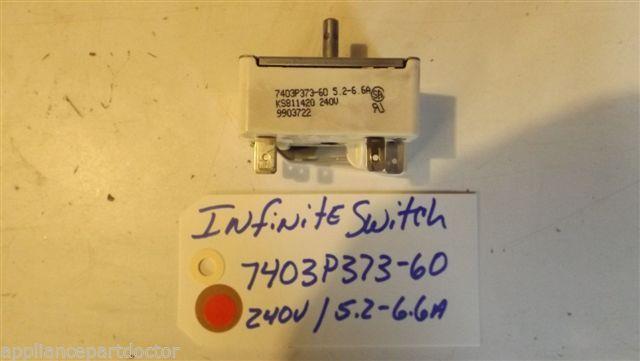 7403P373-60 5.2-6.6A
KS811420 240V
9903722
INfinitE Switch
7403P373-60
240V / 5.2-6.6A
appliancepartdoctor